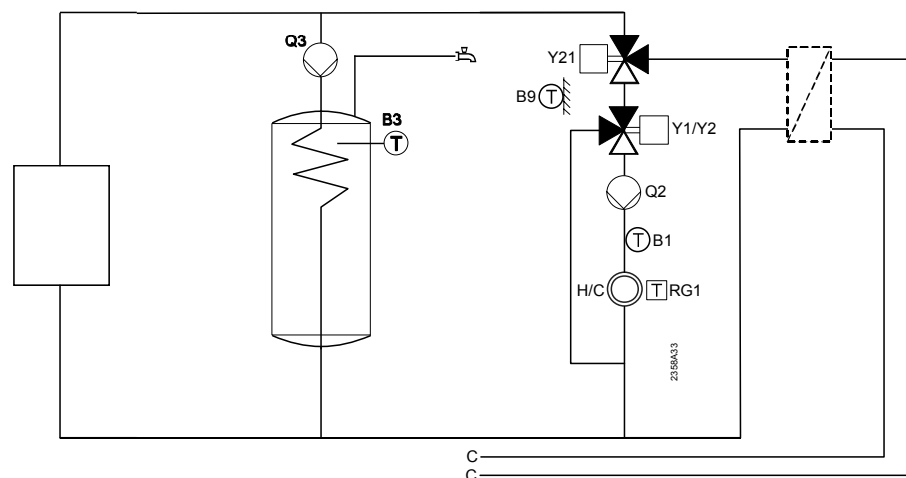 Q3
Y21
B9 T
B3
T
Y1/Y2
Q2
T B1
H/C T RG1
2358A33
C
C